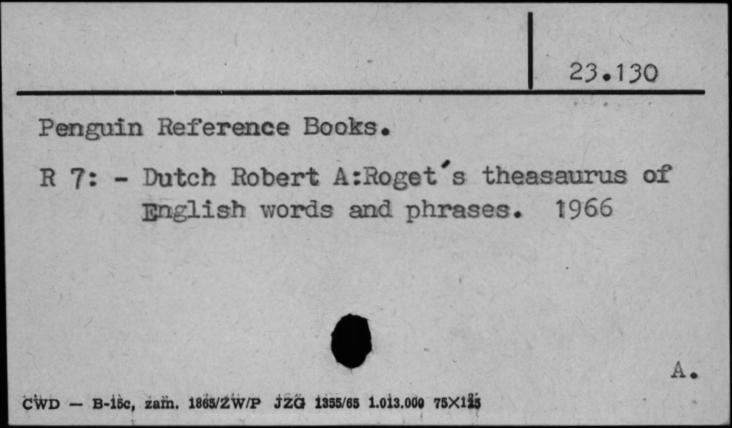 23.130
Penguin Reference Books.
R 7: - Dutch Robert A:Roget's theasaurus of
English words and phrases. 1966
A.
CWD — B-15c, zam. 1865/ZW/P JZG 1355/65 1.013.000 75X125